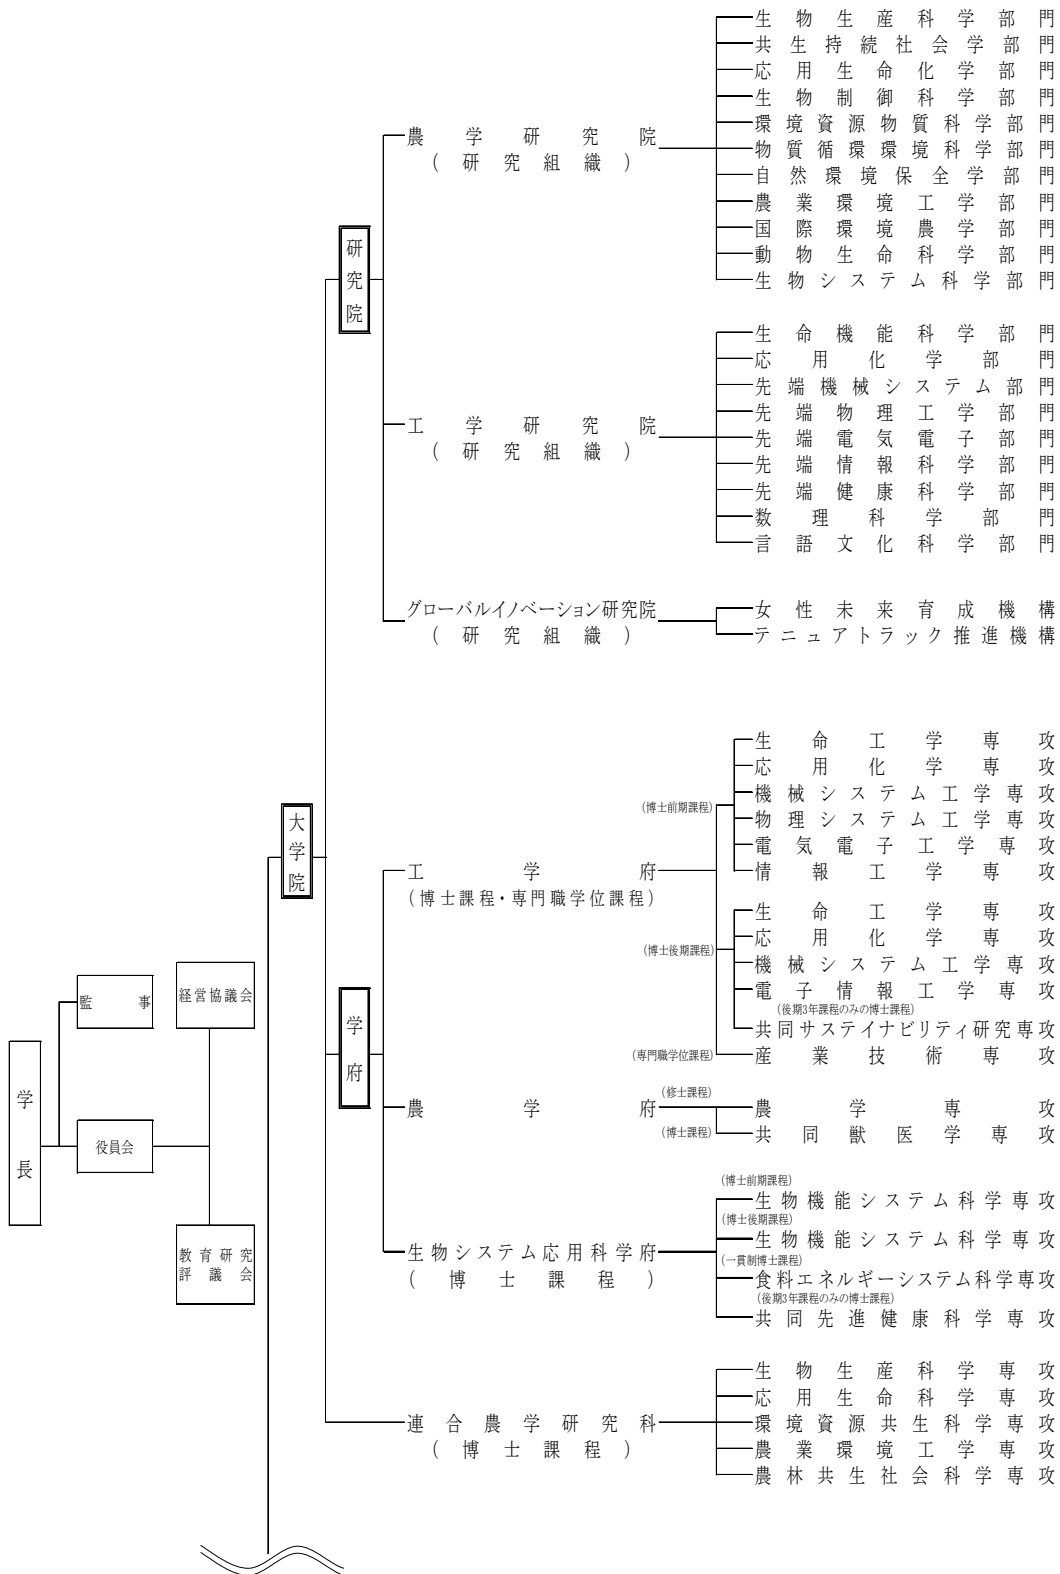 学長
監事
役員会
経営協議会
教育研究
評議会
大学院
研究院
農学研究院
(研究組織)
生物生産科学部門
共生持続社会学部門
応用生命化学部門
生物制御科学部門
環境資源物質科学部門
物質循環環境科学部門
自然環境保全学部門
農業環境工学部門
国際環境農学部門
動物生命科学部門
生物システム科学部門
工学研究院
(研究組織)
生命機能科学部門
応用化学部門
先端機械システム部門
先端物理工学部門
先端電気電子部門
先端情報科学部門
先端健康科学部門
数理科学部門
言語文化科学部門
グローバルイノベーション研究院
(研究組織)
女性未来育成機構
テニュアトラック推進機構
学府
工学府
(博士課程・専門職学位課程)
(博士前期課程)
生命工学専攻
応用化学専攻
機械システム工学専攻
物理システム工学専攻
電気電子工学専攻
情報工学専攻
(博士後期課程)
生命工学専攻
応用化学専攻
機械システム工学専攻
電子情報工学専攻
(後期3年課程のみの博士課程)
共同サステイナビリティ研究専攻
(専門職学位課程)
産業技術専攻
農学府
(修士課程)
農学専攻
(博士課程)
共同獣医学専攻
生物システム応用科学府
(博士課程)
(博士前期課程)
生物機能システム科学専攻
(博士後期課程)
生物機能システム科学専攻
(一貫制博士課程)
食料エネルギーシステム科学専攻
(後期3年課程のみの博士課程)
共同先進健康科学専攻
連合農学研究科
(博士課程)
生物生産科学専攻
応用生命科学専攻
環境資源共生科学専攻
農業環境工学専攻
農林共生社会科学専攻